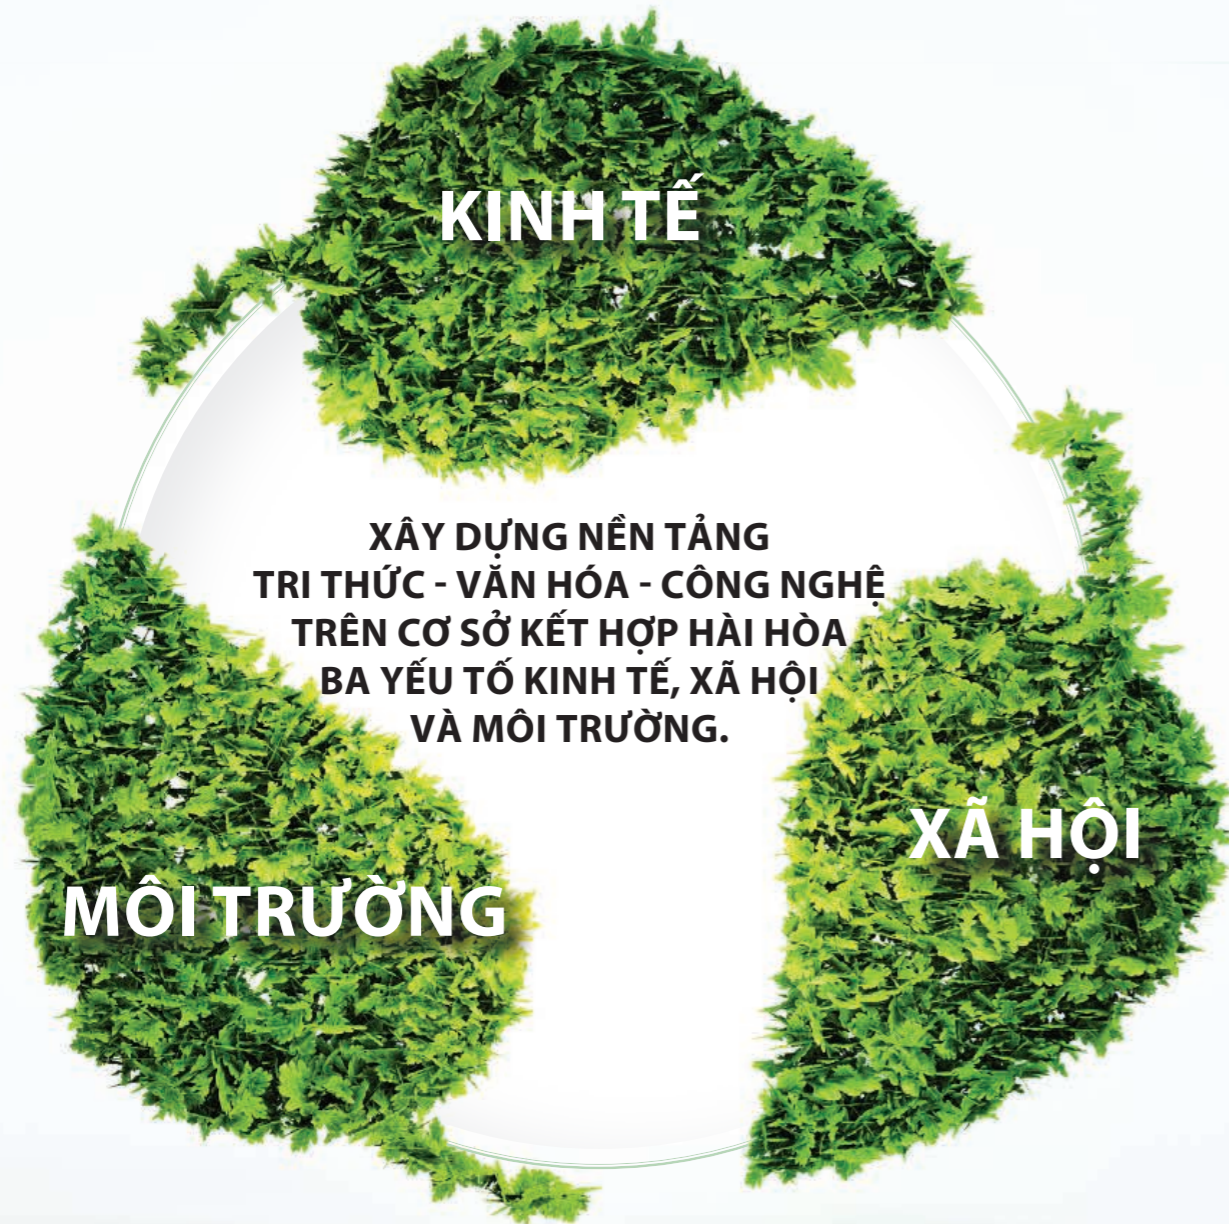 KINH TẾ
XÂY DỰNG NỀN TẢNG
TRI THỨC - VĂN HÓA - CÔNG NGHỆ
TRÊN CƠ SỞ KẾT HỢP HÀI HÒA
BA YẾU TỐ KINH TẾ, XÃ HỘI
VÀ MÔI TRƯỜNG.
XÃ HỘI
MÔI TRƯỜNG